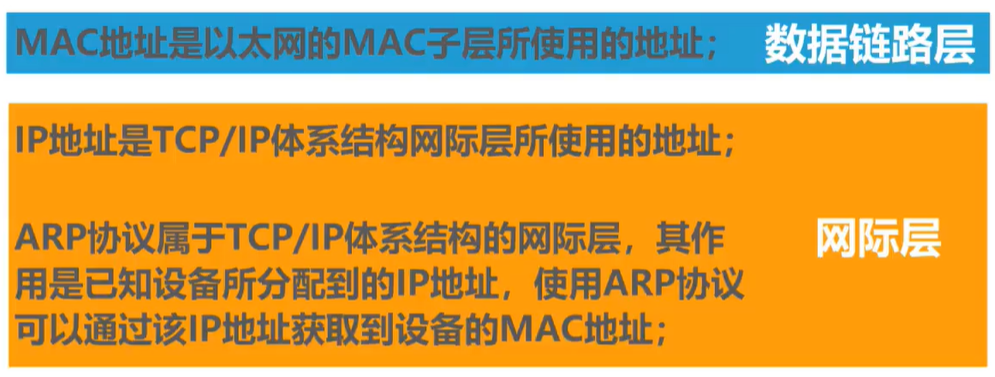 MAC地址是以太网的MAC子层所使用的地址；
数据链路层
IP地址是TCP/IP体系结构网际层所使用的地址；
ARP协议属于TCP/IP体系结构的网际层，其作
用是已知设备所分配到的IP地址，使用ARP协议
可以通过该IP地址获取到设备的MAC地址；
网际层